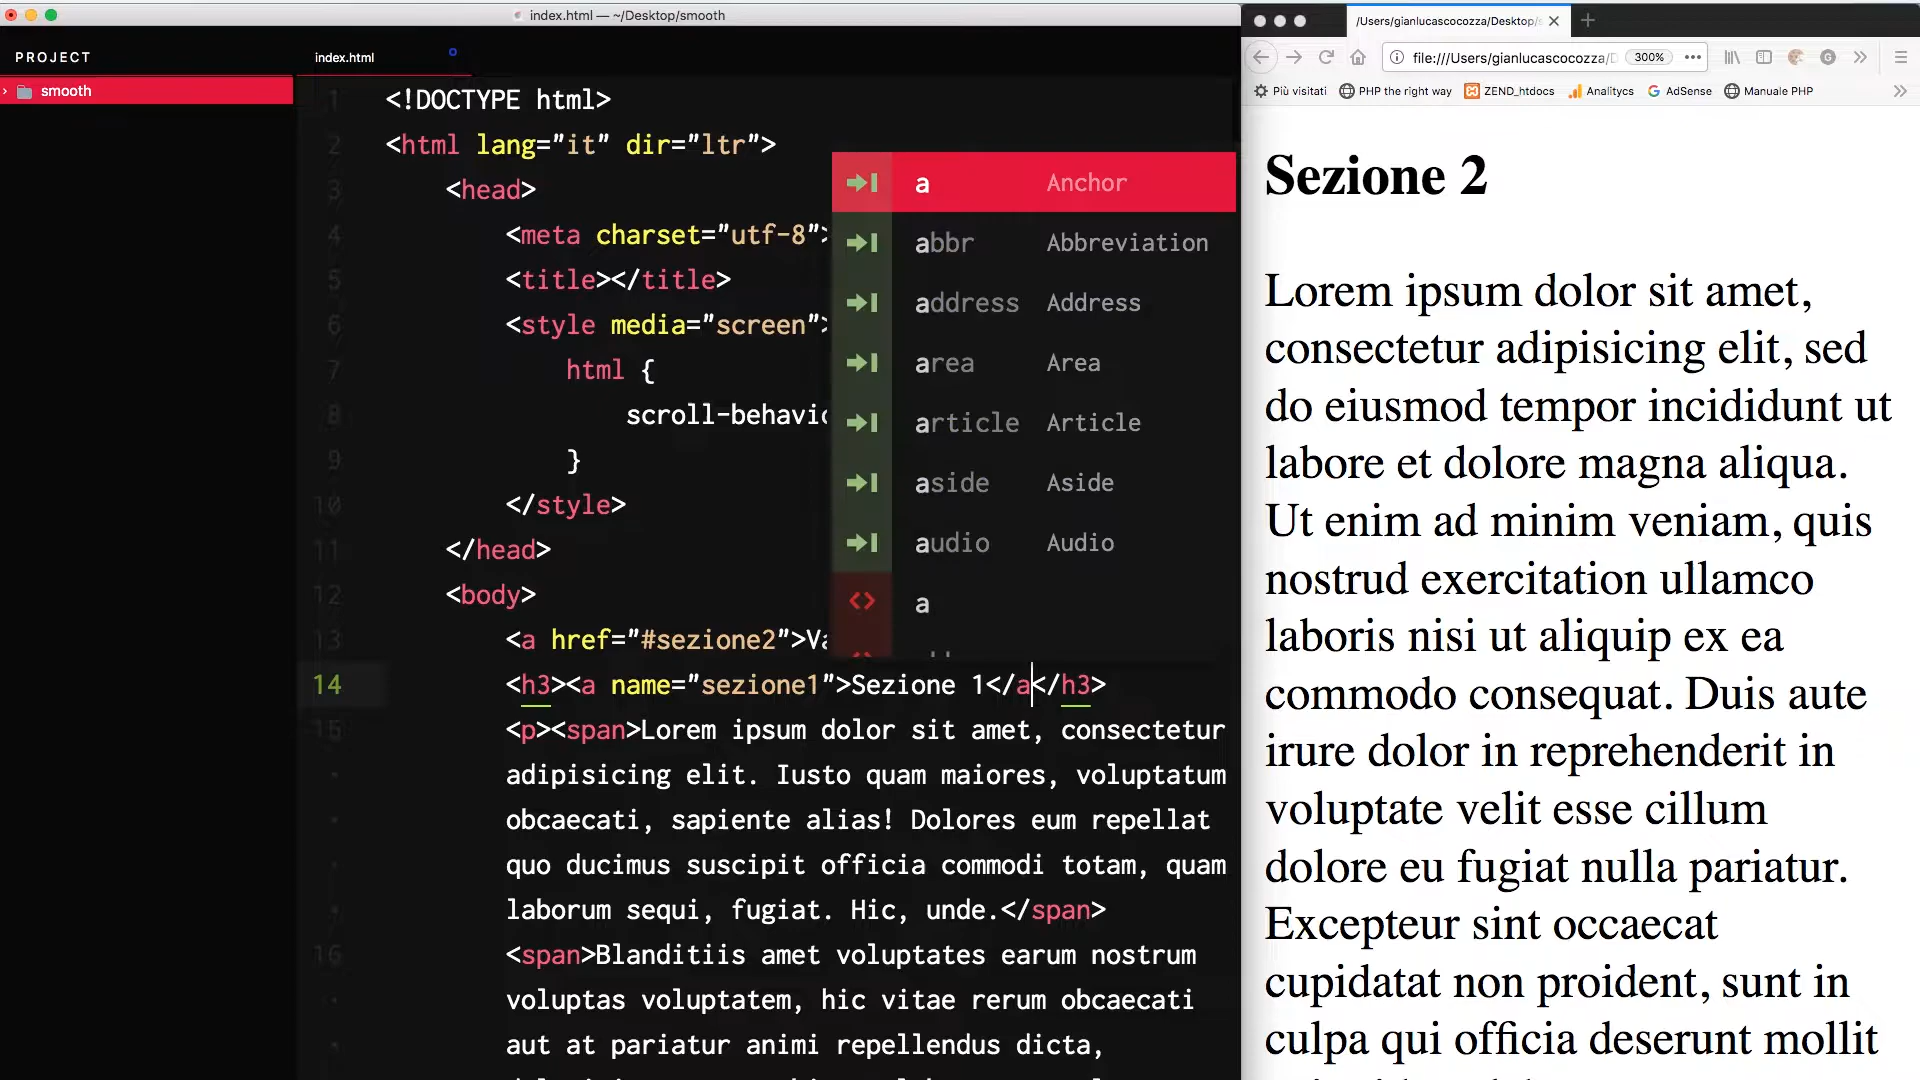 index.html — ~/Desktop/smooth
PROJECT
smooth
index.html
1 <!DOCTYPE html>
2 <html lang="it" dir="ltr">
3 <head>
4 <meta charset="utf-8">
5 <title></title>
6 <style media="screen">
7 html {
8 scroll-behavio
9 }
10 </style>
11 </head>
12 <body>
13 <a href="#sezione2">Va
14 <h3><a name="sezione1">Sezione 1</a</h3>
15 <p><span>Lorem ipsum dolor sit amet, consectetur
adipisicing elit. Iusto quam maiores, voluptatum
obcaecati, sapiente alias! Dolores eum repellat
quo ducimus suscipit officia commodi totam, quam
laborum sequi, fugiat. Hic, unde.</span>
16 <span>Blanditiis amet voluptates earum nostrum
voluptas voluptatem, hic vitae rerum obcaecati
aut at pariatur animi repellendus dicta,
a Anchor
abbr Abbreviation
address Address
area Area
article Article
aside Aside
audio Audio
a
/Users/gianlucascocozza/Desktop/s
file:///Users/gianlucascocozza/D 300%
Più visitati PHP the right way ZEND_htdocs Analitycs AdSense Manuale PHP
Sezione 2
Lorem ipsum dolor sit amet,
consectetur adipisicing elit, sed
do eiusmod tempor incididunt ut
labore et dolore magna aliqua.
Ut enim ad minim veniam, quis
nostrud exercitation ullamco
laboris nisi ut aliquip ex ea
commodo consequat. Duis aute
irure dolor in reprehenderit in
voluptate velit esse cillum
dolore eu fugiat nulla pariatur.
Excepteur sint occaecat
cupidatat non proident, sunt in
culpa qui officia deserunt mollit